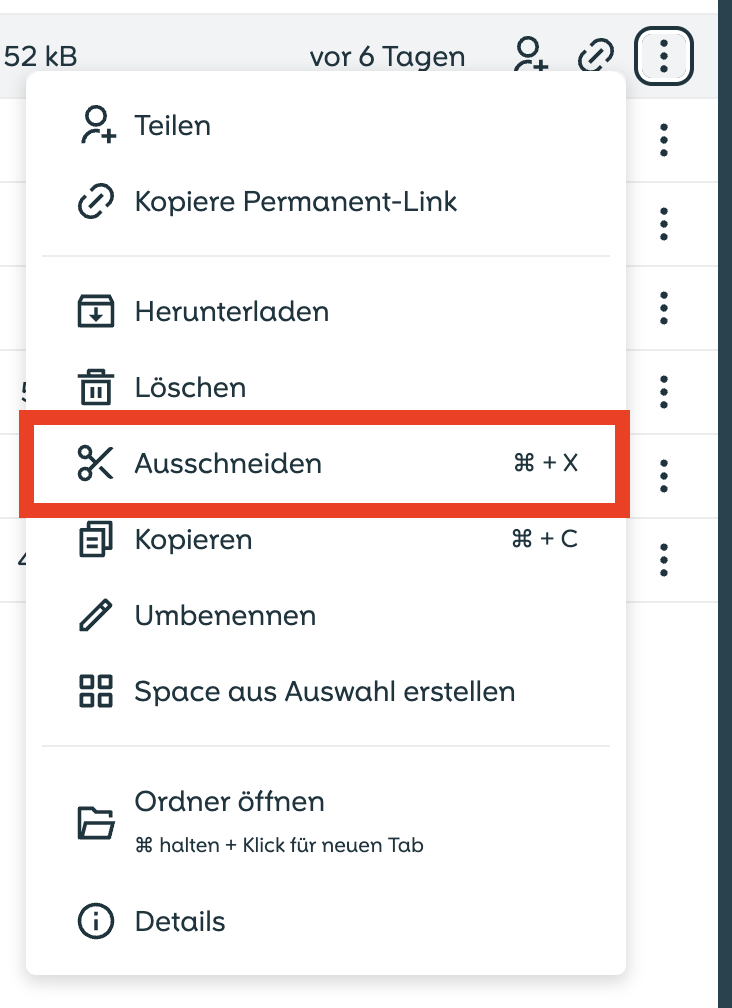 52 kB vor 6 Tagen
Teilen
Kopiere Permanent-Link
Herunterladen
Löschen
Ausschneiden ⌘ + X
Kopieren ⌘ + C
Umbenennen
Space aus Auswahl erstellen
Ordner öffnen
⌘ halten + Klick für neuen Tab
Details